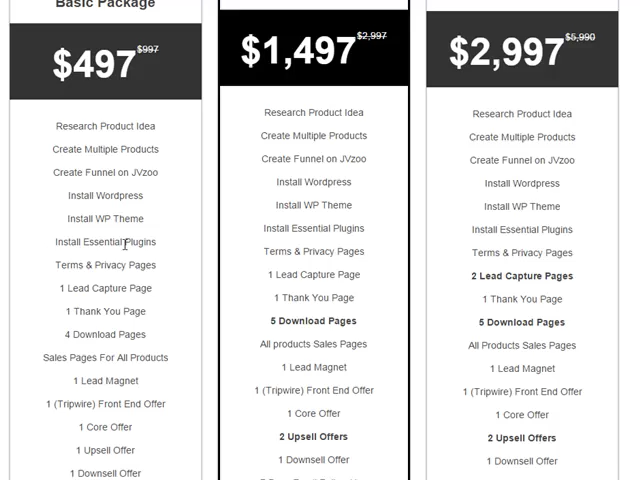 Basic Package
$497 $997
Research Product Idea
Create Multiple Products
Create Funnel on JVzoo
Install Wordpress
Install WP Theme
Install Essential Plugins
Terms & Privacy Pages
1 Lead Capture Page
1 Thank You Page
4 Download Pages
Sales Pages For All Products
1 Lead Magnet
1 (Tripwire) Front End Offer
1 Core Offer
1 Upsell Offer
1 Downsell Offer
$1,497 $2,997
Research Product Idea
Create Multiple Products
Create Funnel on JVzoo
Install Wordpress
Install WP Theme
Install Essential Plugins
Terms & Privacy Pages
1 Lead Capture Page
1 Thank You Page
5 Download Pages
All products Sales Pages
1 Lead Magnet
1 (Tripwire) Front End Offer
1 Core Offer
2 Upsell Offers
1 Downsell Offer
$2,997 $5,990
Research Product Idea
Create Multiple Products
Create Funnel on JVzoo
Install Wordpress
Install WP Theme
Install Essential Plugins
Terms & Privacy Pages
2 Lead Capture Pages
1 Thank You Page
5 Download Pages
All Products Sales Pages
1 Lead Magnet
1 (Tripwire) Front End Offer
1 Core Offer
2 Upsell Offers
1 Downsell Offer